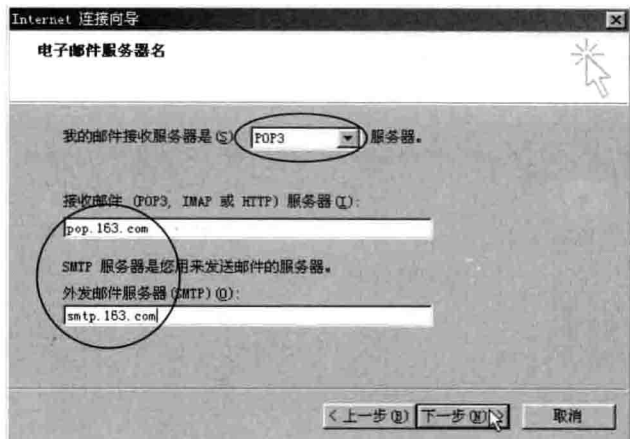 Internet 连接向导
电子邮件服务器名
我的邮件接收服务器是(S) POP3 服务器。
接收邮件 (POP3, IMAP 或 HTTP) 服务器(I):
pop.163.com
SMTP 服务器是您用来发送邮件的服务器。
外发邮件服务器(SMTP)(O):
smtp.163.com
<上一步(B) 下一步(N)> 取消